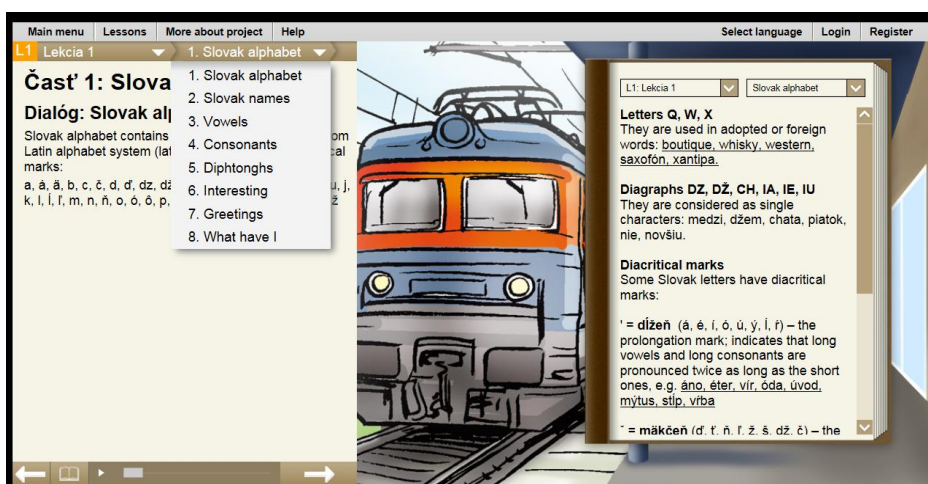 Main menu Lessons More about project Help Select language Login Register
L1 Lekcia 1 1. Slovak alphabet
Časť 1: Slova
Dialóg: Slovak al
Slovak alphabet contains
Latin alphabet system (lat
marks:
a, á, ä, b, c, č, d, ď, dz, dž
k, l, ĺ, ľ, m, n, ň, o, ó, ô, p,
om
cal
u, j,
ž
1. Slovak alphabet
2. Slovak names
3. Vowels
4. Consonants
5. Diphtonghs
6. Interesting
7. Greetings
8. What have I
L1: Lekcia 1 Slovak alphabet
Letters Q, W, X
They are used in adopted or foreign
words: boutique, whisky, western,
saxofón, xantipa.
Diagraphs DZ, DŽ, CH, IA, IE, IU
They are considered as single
characters: medzi, džem, chata, piatok,
nie, novšiu.
Diacritical marks
Some Slovak letters have diacritical
marks:
' = dĺžeň (á, é, í, ó, ú, ý, ĺ, ŕ) – the
prolongation mark; indicates that long
vowels and long consonants are
pronounced twice as long as the short
ones, e.g. áno, éter, vír, óda, úvod,
mýtus, stĺp, vŕba
ˇ = mäkčeň (ď, ť, ň, ľ, ž, š, dž, č) – the